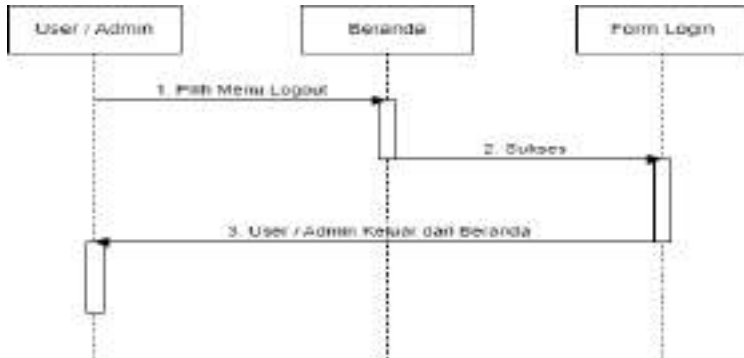 User / Admin
Beranda
Form Login
1. Pilih Menu Logout
2. Sukses
3. User / Admin Keluar dari Beranda